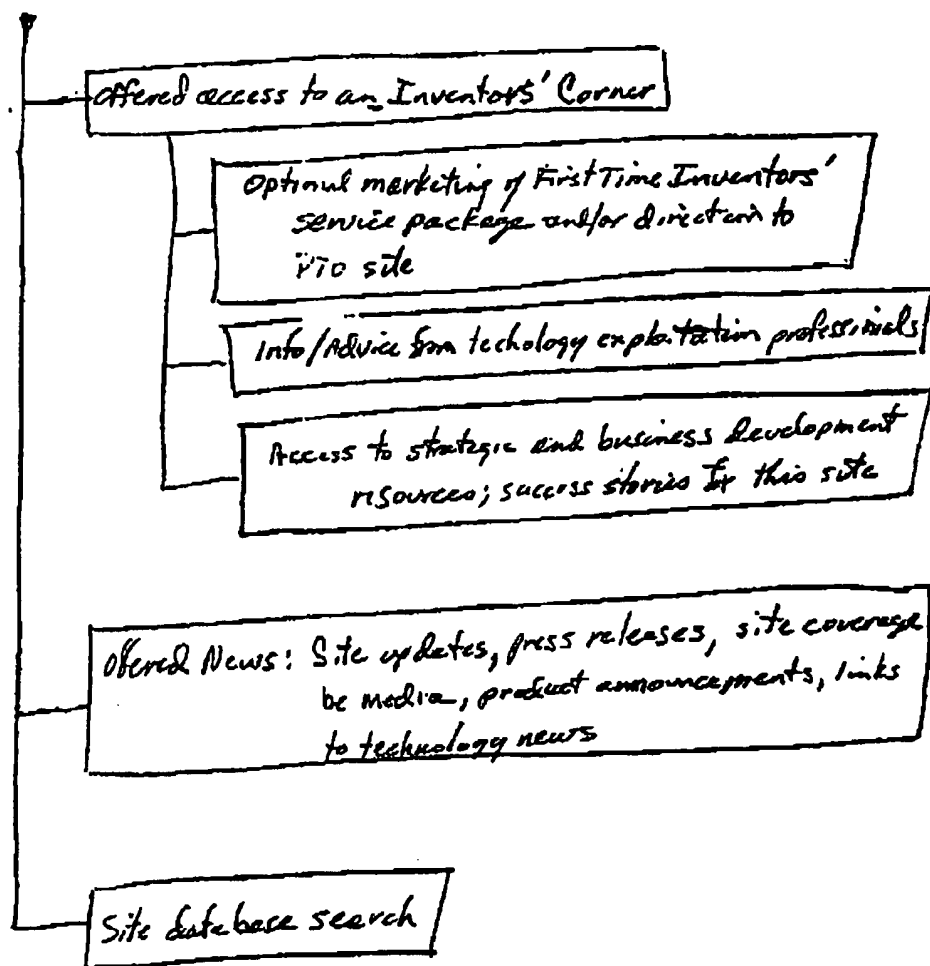 Offered access to an Inventors' Corner
Optimal marketing of First Time Inventors'
service package and/or direction to
PTO site
Info/Advice from techology exploitation professionals
Access to strategic and business development
resources; success stories for this site
Offered News: Site updates, press releases, site coverage
be media, product announcements, links
to technology news
Site database search